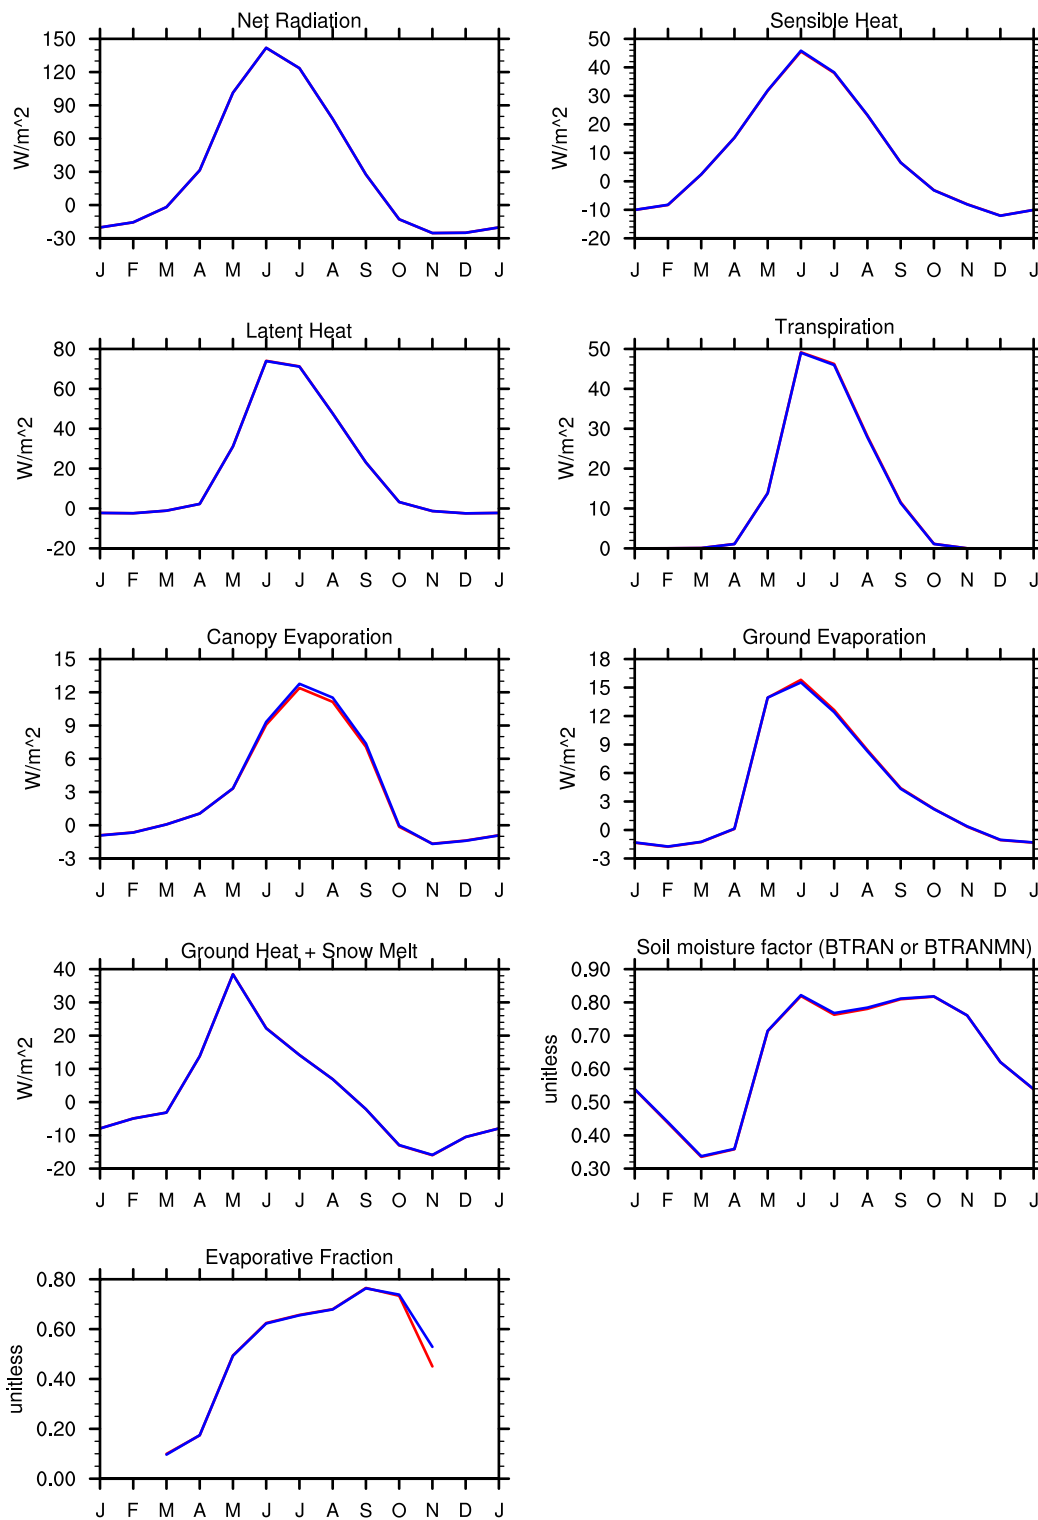 Net Radiation
150
120
90
60
30
0
-30
W/m^2
J F M A M J J A S O N D J
Sensible Heat
50
40
30
20
10
0
-10
-20
W/m^2
J F M A M J J A S O N D J
Latent Heat
80
60
40
20
0
-20
W/m^2
J F M A M J J A S O N D J
Transpiration
50
40
30
20
10
0
W/m^2
J F M A M J J A S O N D J
Canopy Evaporation
15
12
9
6
3
0
-3
W/m^2
J F M A M J J A S O N D J
Ground Evaporation
18
15
12
9
6
3
0
-3
W/m^2
J F M A M J J A S O N D J
Ground Heat + Snow Melt
40
30
20
10
0
-10
-20
W/m^2
J F M A M J J A S O N D J
Soil moisture factor (BTRAN or BTRANMN)
0.90
0.80
0.70
0.60
0.50
0.40
0.30
unitless
J F M A M J J A S O N D J
Evaporative Fraction
0.80
0.60
0.40
0.20
0.00
unitless
J F M A M J J A S O N D J